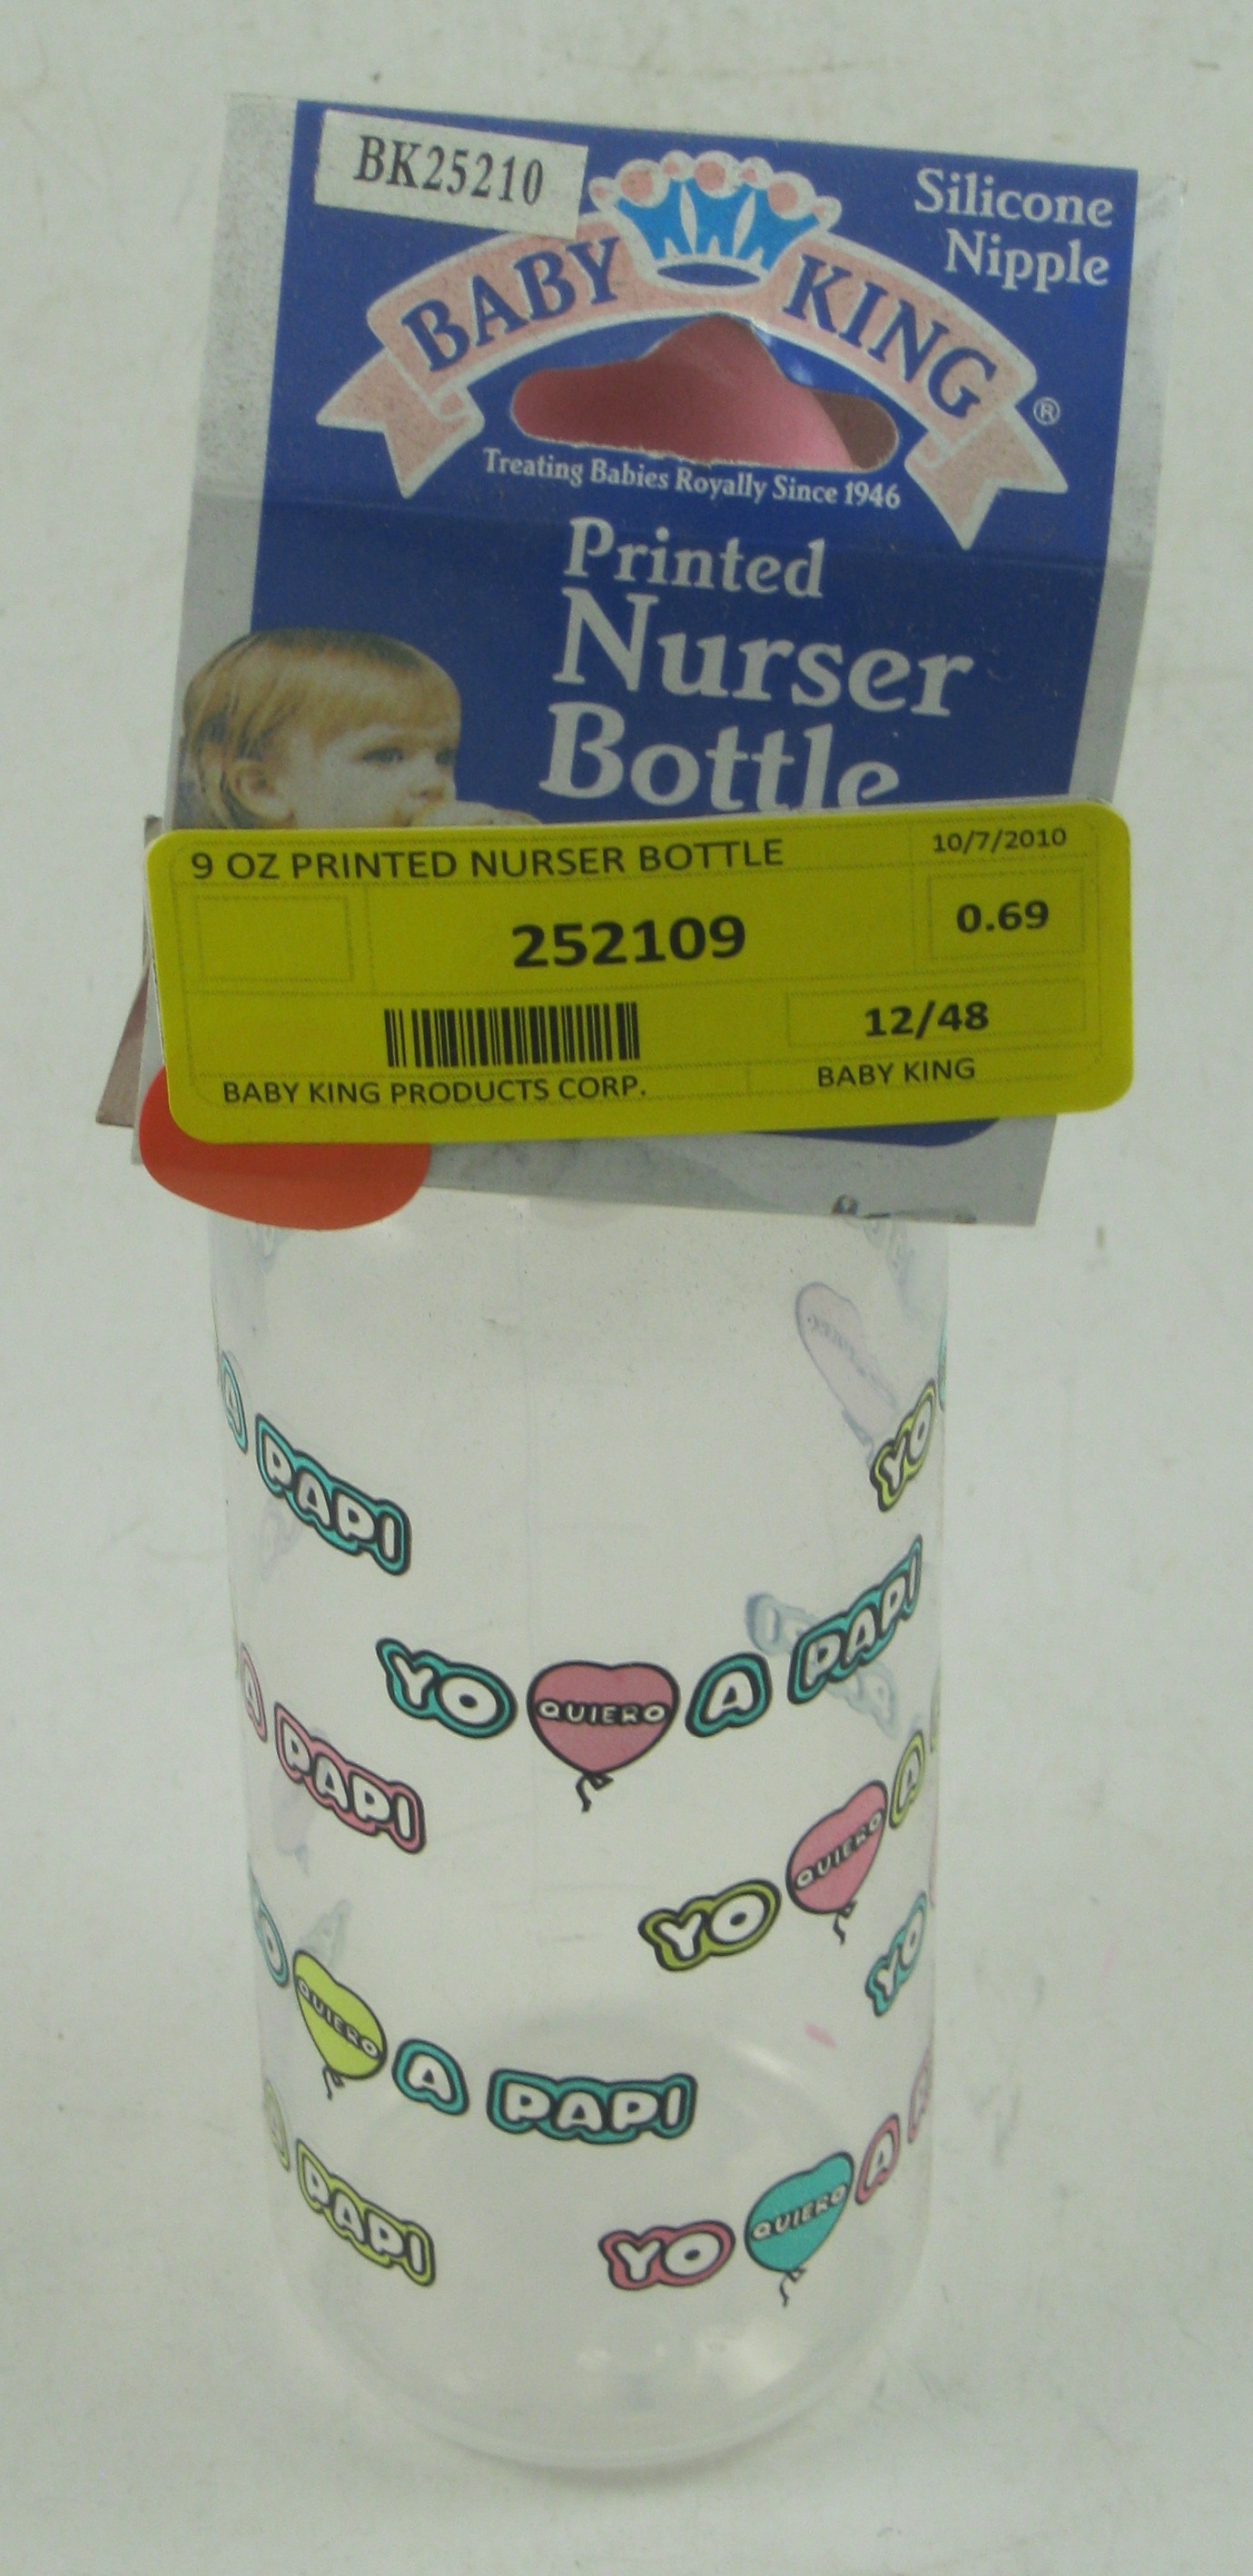 BK25210
Silicone
Nipple
BABY KING ®
Treating Babies Royally Since 1946
Printed
Nurser
Bottle
9 OZ PRINTED NURSER BOTTLE
10/7/2010
252109
0.69
12/48
BABY KING PRODUCTS CORP.
BABY KING
A PAPI
YO
YO QUIERO A PAPI
A PAPI
YO QUIERO A
YO
QUIERO A PAPI
A PAPI
YO QUIERO A